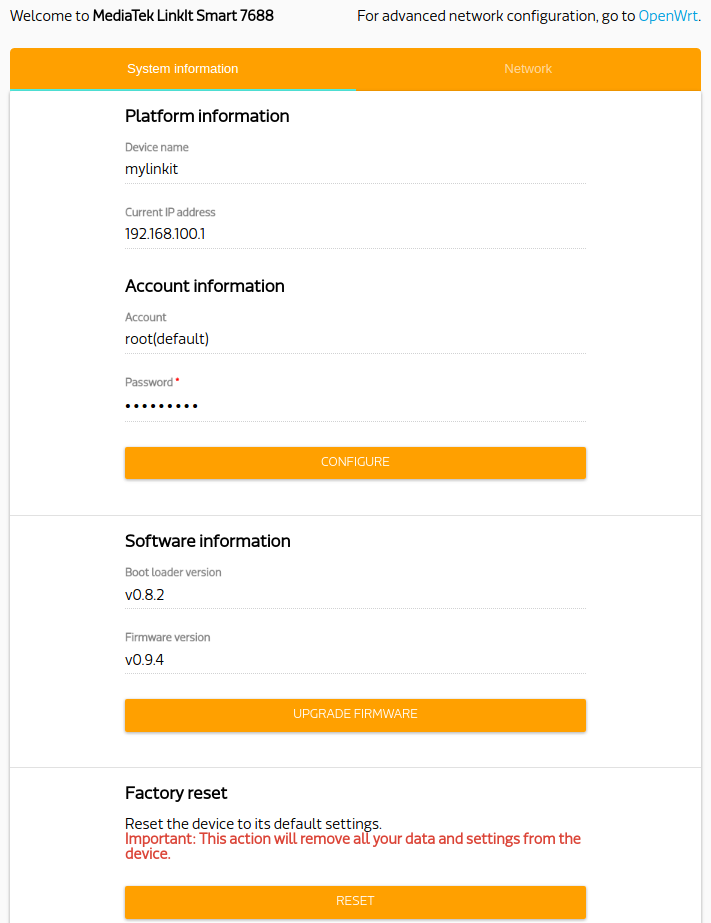 Welcome to MediaTek LinkIt Smart 7688
For advanced network configuration, go to OpenWrt.
System information
Network
Platform information
Device name
mylinkit
Current IP address
192.168.100.1
Account information
Account
root(default)
Password *
•••••••••
CONFIGURE
Software information
Boot loader version
v0.8.2
Firmware version
v0.9.4
UPGRADE FIRMWARE
Factory reset
Reset the device to its default settings.
Important: This action will remove all your data and settings from the
device.
RESET